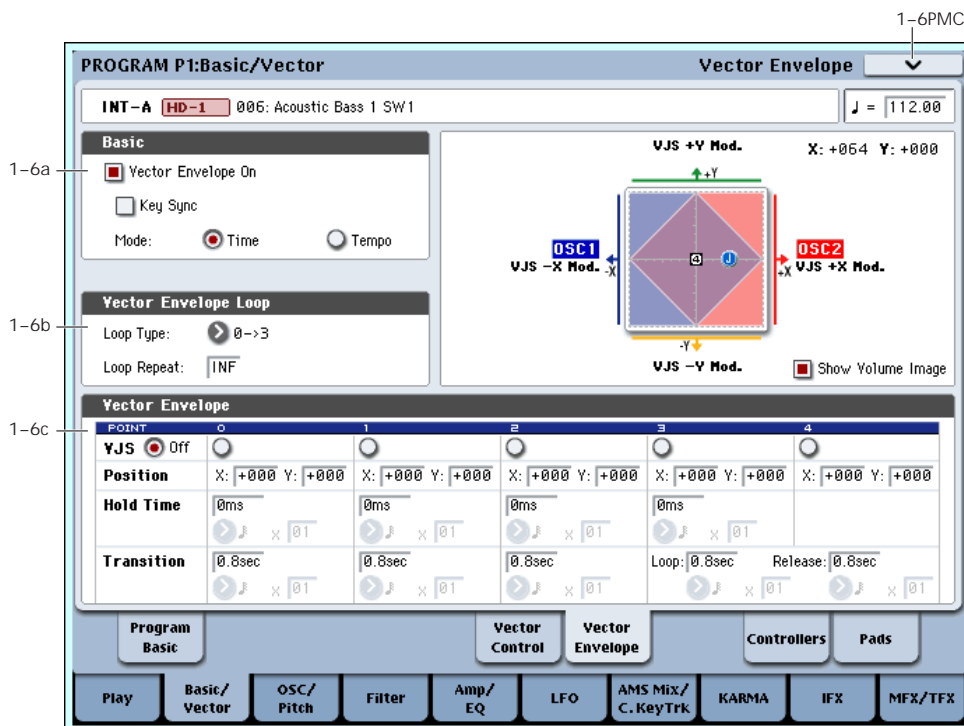 1–6PMC
PROGRAM P1:Basic/Vector Vector Envelope
INT-A HD-1 006: Acoustic Bass 1 SW1 ♩ = 112.00
Basic
1–6a
Vector Envelope On
Key Sync
Mode: Time Tempo
VJS +Y Mod. X: +064 Y: +000
+Y
OSC1
VJS -X Mod. -X
4 J
OSC2
+X VJS +X Mod.
-Y
VJS -Y Mod.
Show Volume Image
Vector Envelope Loop
1–6b
Loop Type: 0->3
Loop Repeat: INF
Vector Envelope
1–6c
POINT 0 1 2 3 4
VJS Off
Position X: +000 Y: +000 X: +000 Y: +000 X: +000 Y: +000 X: +000 Y: +000 X: +000 Y: +000
Hold Time 0ms 0ms 0ms 0ms
x 01 x 01 x 01 x 01
Transition 0.8sec 0.8sec 0.8sec Loop: 0.8sec Release: 0.8sec
x 01 x 01 x 01 x 01 x 01
Program Basic
Vector Control
Vector Envelope
Controllers
Pads
Play
Basic/ Vector
OSC/ Pitch
Filter
Amp/ EQ
LFO
AMS Mix/ C.KeyTrk
KARMA
IFX
MFX/TFX